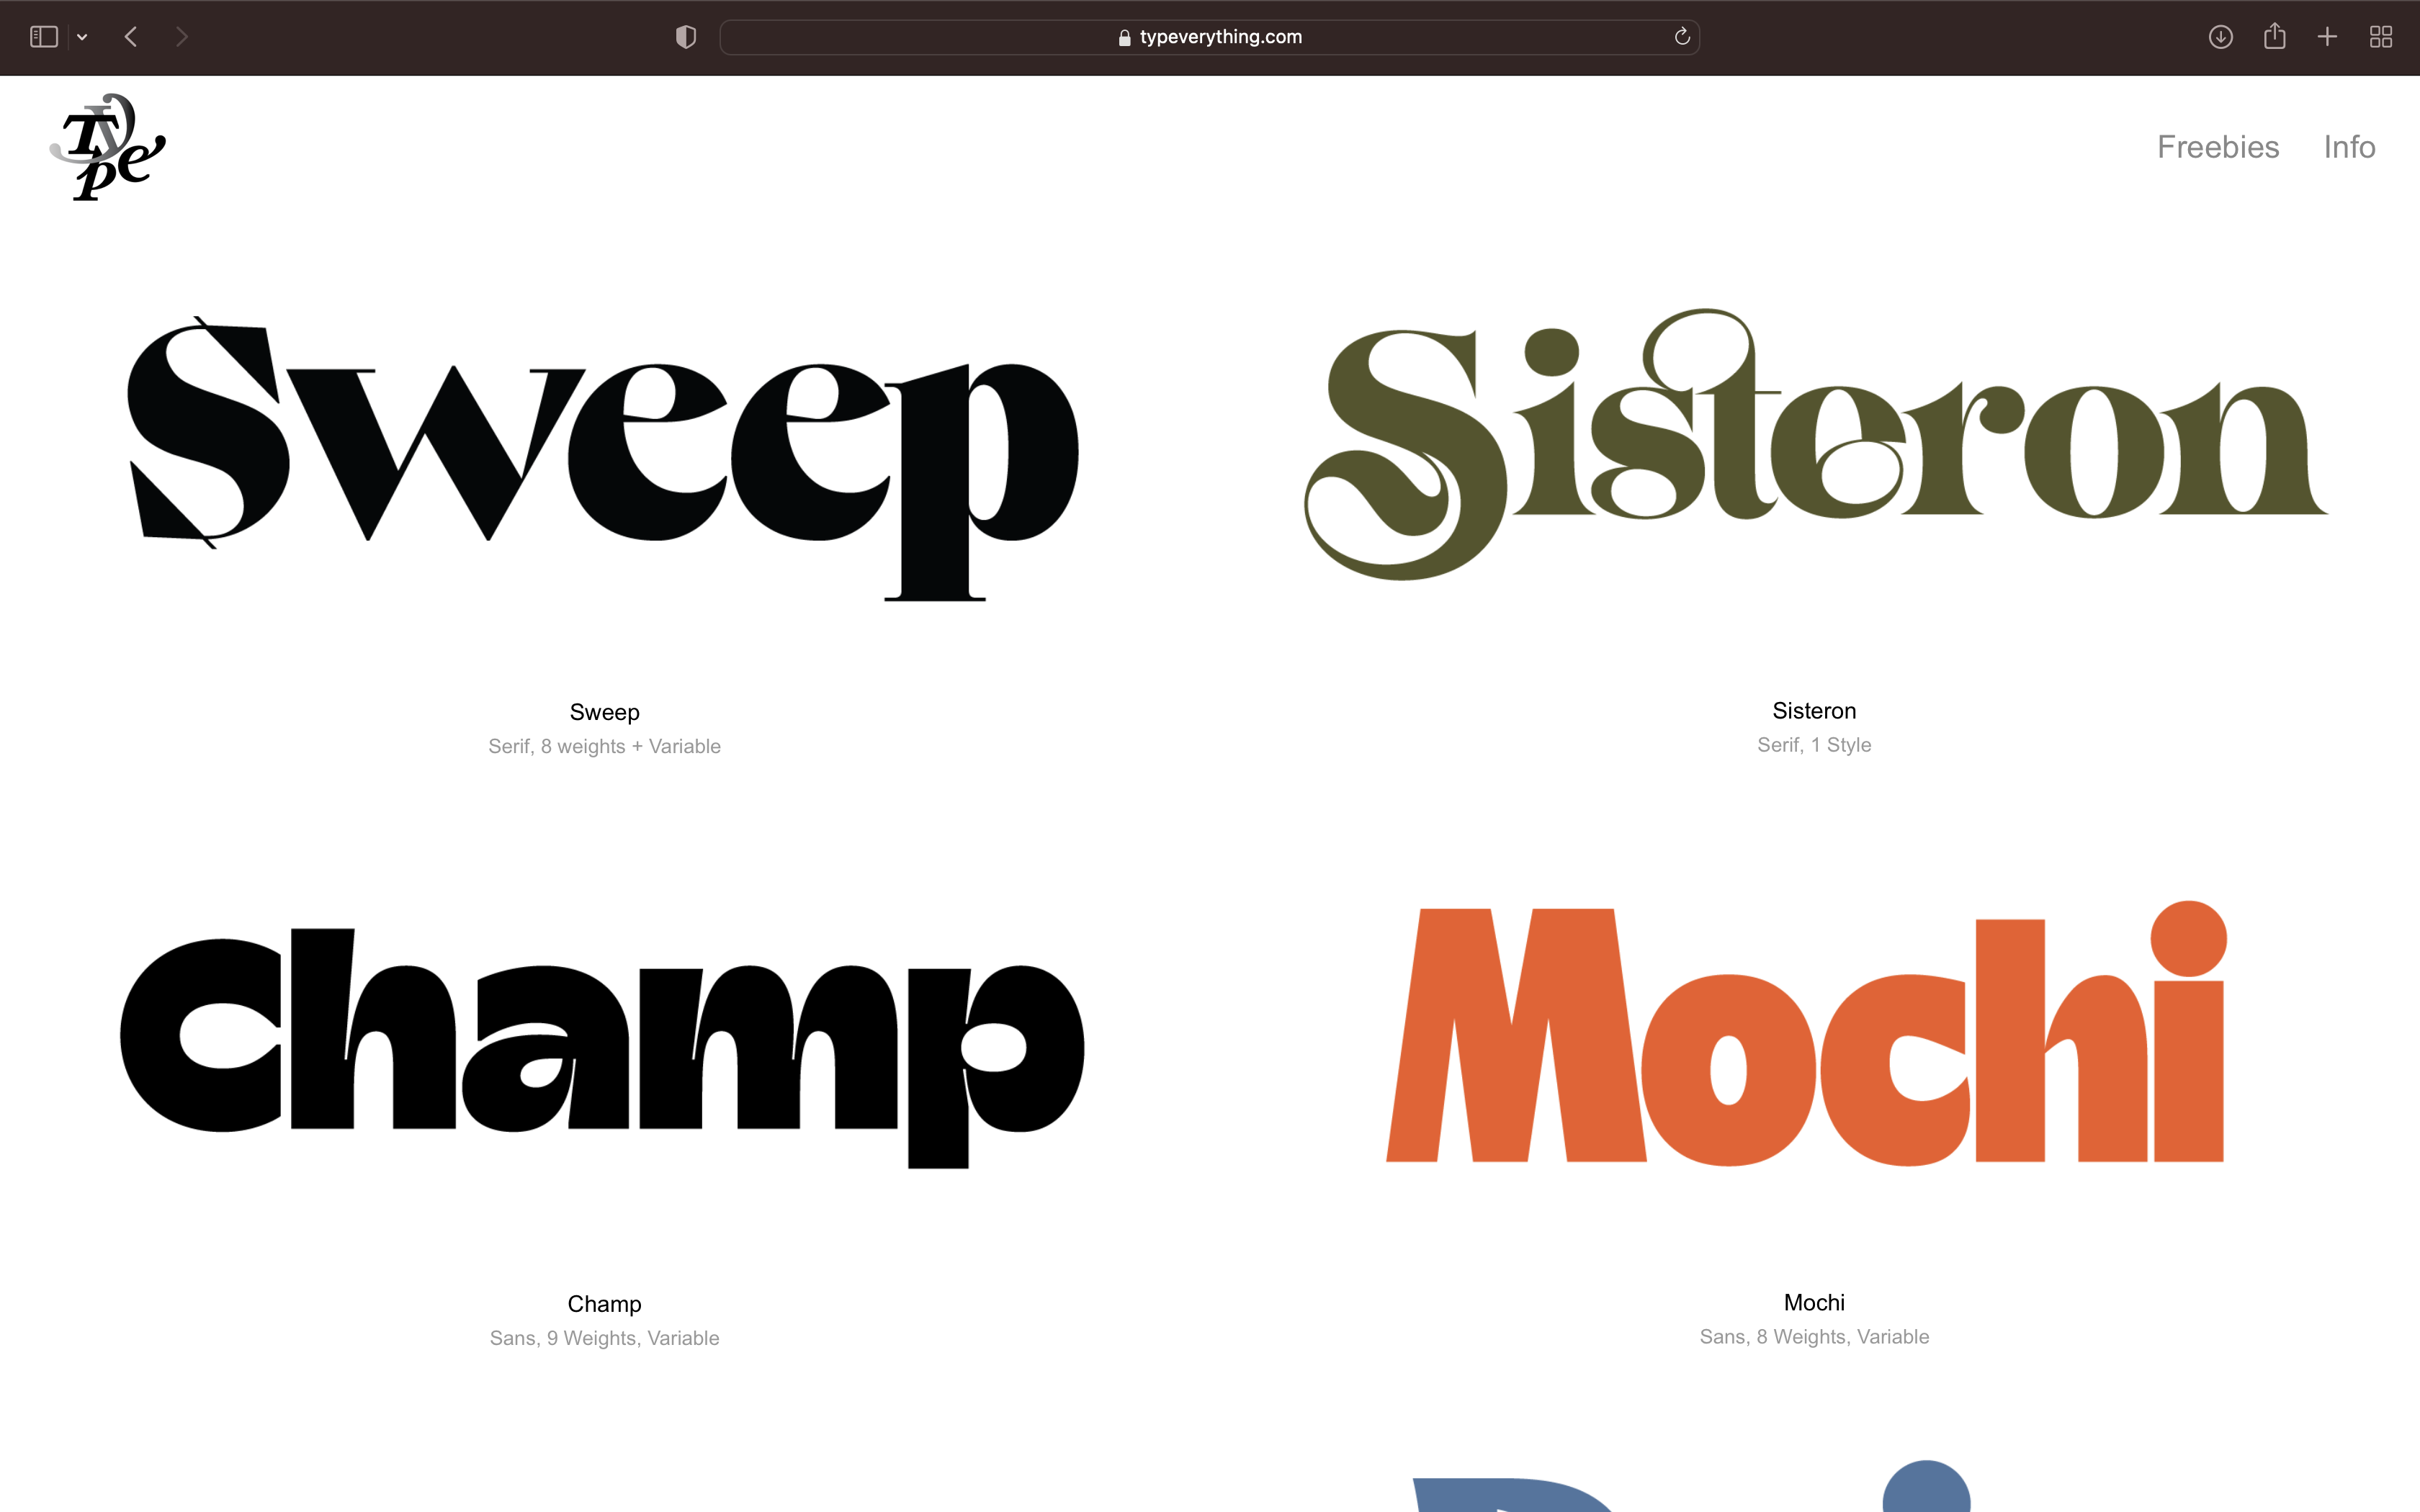 typeverything.com
Type
Freebies Info
Sweep
Sisteron
Sweep
Serif, 8 weights + Variable
Sisteron
Serif, 1 Style
Champ
Mochi
Champ
Sans, 9 Weights, Variable
Mochi
Sans, 8 Weights, Variable